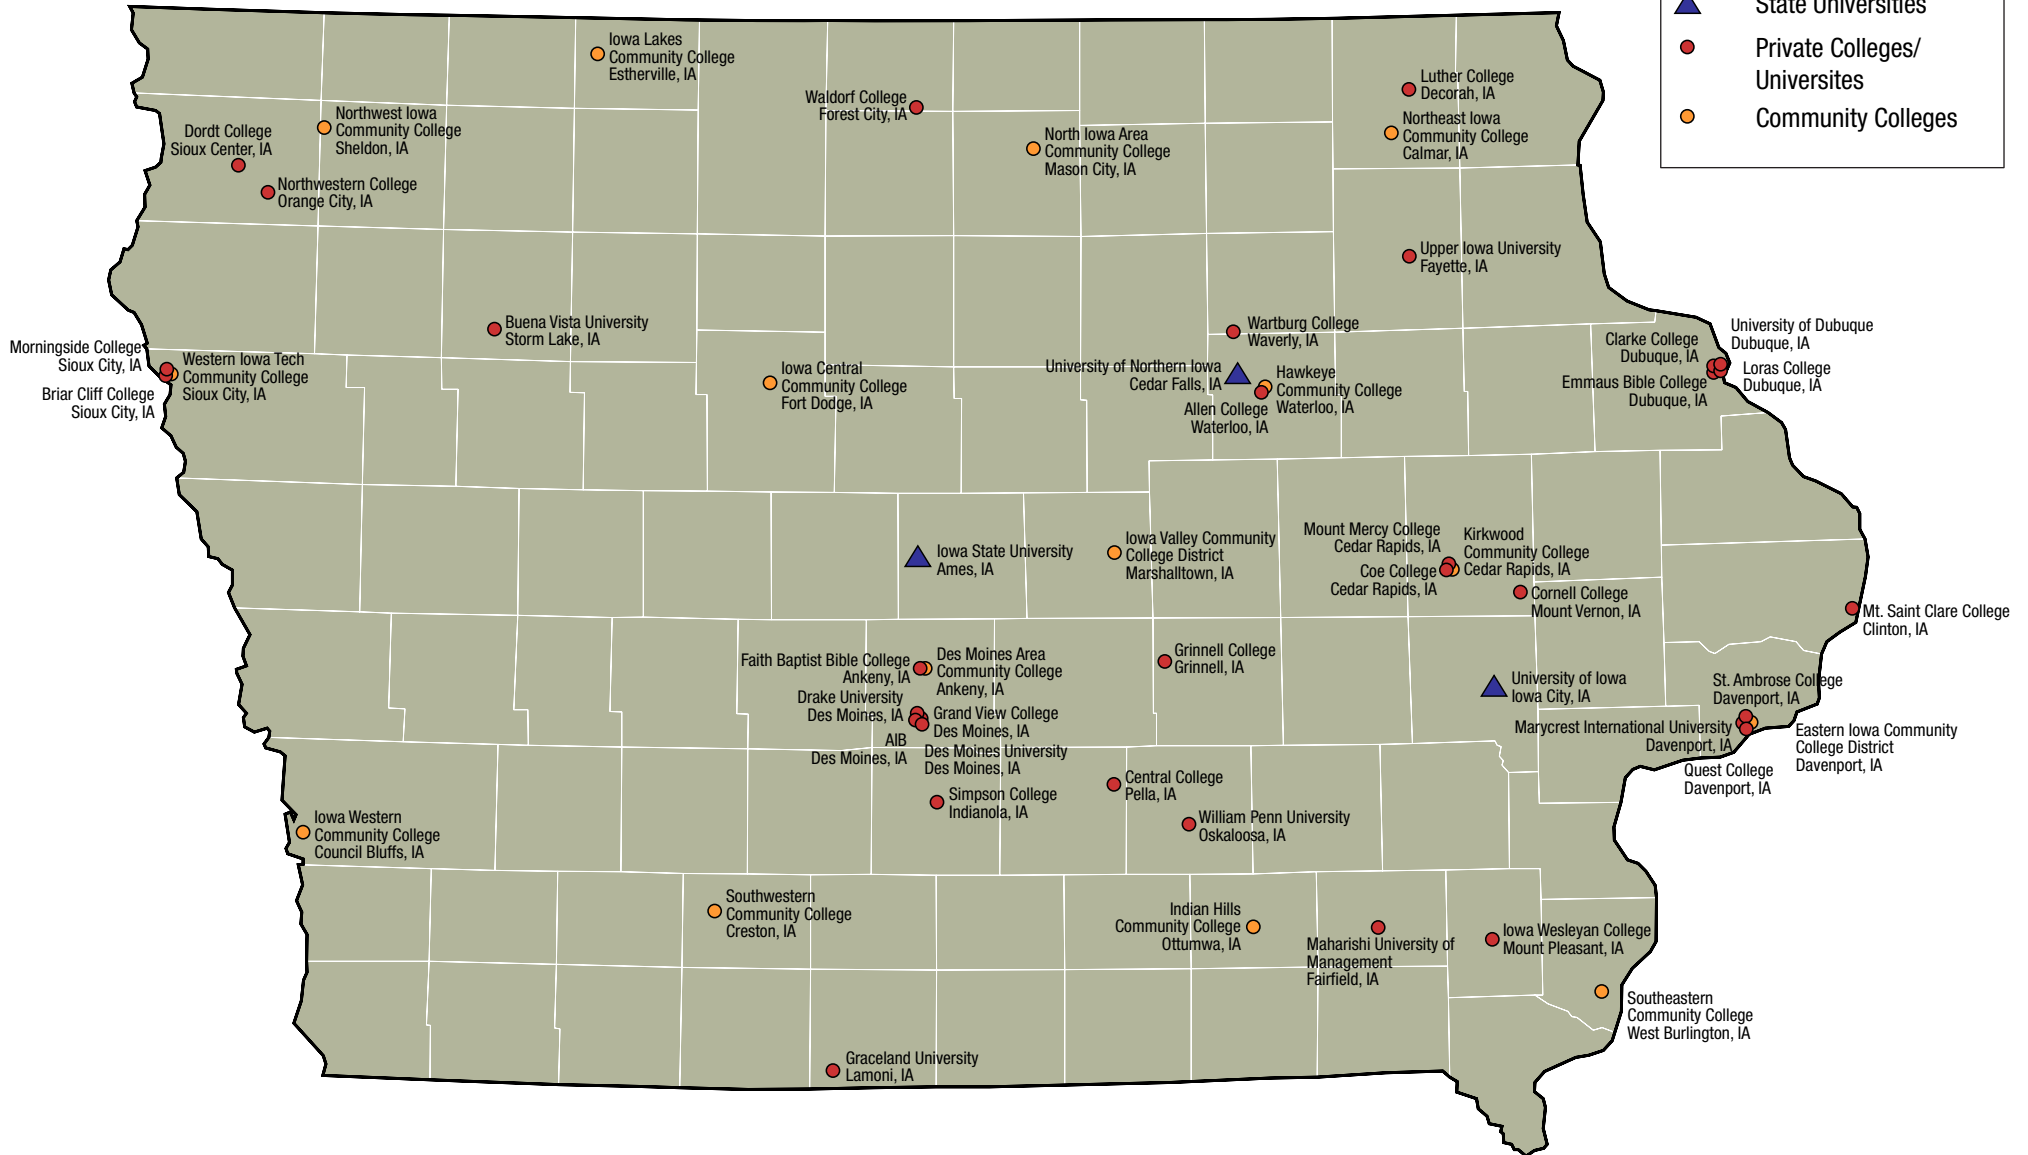 State Universities
Private Colleges/
Universites
Community Colleges
Iowa Lakes
Community College
Estherville, IA
Waldorf College
Forest City, IA
Luther College
Decorah, IA
Northwest Iowa
Community College
Sheldon, IA
Dordt College
Sioux Center, IA
Northeast Iowa
Community College
Calmar, IA
North Iowa Area
Community College
Mason City, IA
Northwestern College
Orange City, IA
Upper Iowa University
Fayette, IA
Buena Vista University
Storm Lake, IA
Wartburg College
Waverly, IA
University of Dubuque
Dubuque, IA
Clarke College
Dubuque, IA
Loras College
Dubuque, IA
Emmaus Bible College
Dubuque, IA
Morningside College
Sioux City, IA
Western Iowa Tech
Community College
Sioux City, IA
Briar Cliff College
Sioux City, IA
Iowa Central
Community College
Fort Dodge, IA
University of Northern Iowa
Cedar Falls, IA
Hawkeye
Community College
Waterloo, IA
Allen College
Waterloo, IA
Iowa State University
Ames, IA
Iowa Valley Community
College District
Marshalltown, IA
Mount Mercy College
Cedar Rapids, IA
Kirkwood
Community College
Cedar Rapids, IA
Coe College
Cedar Rapids, IA
Cornell College
Mount Vernon, IA
Mt. Saint Clare College
Clinton, IA
Faith Baptist Bible College
Ankeny, IA
Des Moines Area
Community College
Ankeny, IA
Grinnell College
Grinnell, IA
University of Iowa
Iowa City, IA
St. Ambrose College
Davenport, IA
Drake University
Des Moines, IA
Grand View College
Des Moines, IA
AIB
Des Moines, IA
Des Moines University
Des Moines, IA
Marycrest International University
Davenport, IA
Eastern Iowa Community
College District
Davenport, IA
Quest College
Davenport, IA
Central College
Pella, IA
Simpson College
Indianola, IA
William Penn University
Oskaloosa, IA
Iowa Western
Community College
Council Bluffs, IA
Southwestern
Community College
Creston, IA
Indian Hills
Community College
Ottumwa, IA
Maharishi University of
Management
Fairfield, IA
Iowa Wesleyan College
Mount Pleasant, IA
Southeastern
Community College
West Burlington, IA
Graceland University
Lamoni, IA